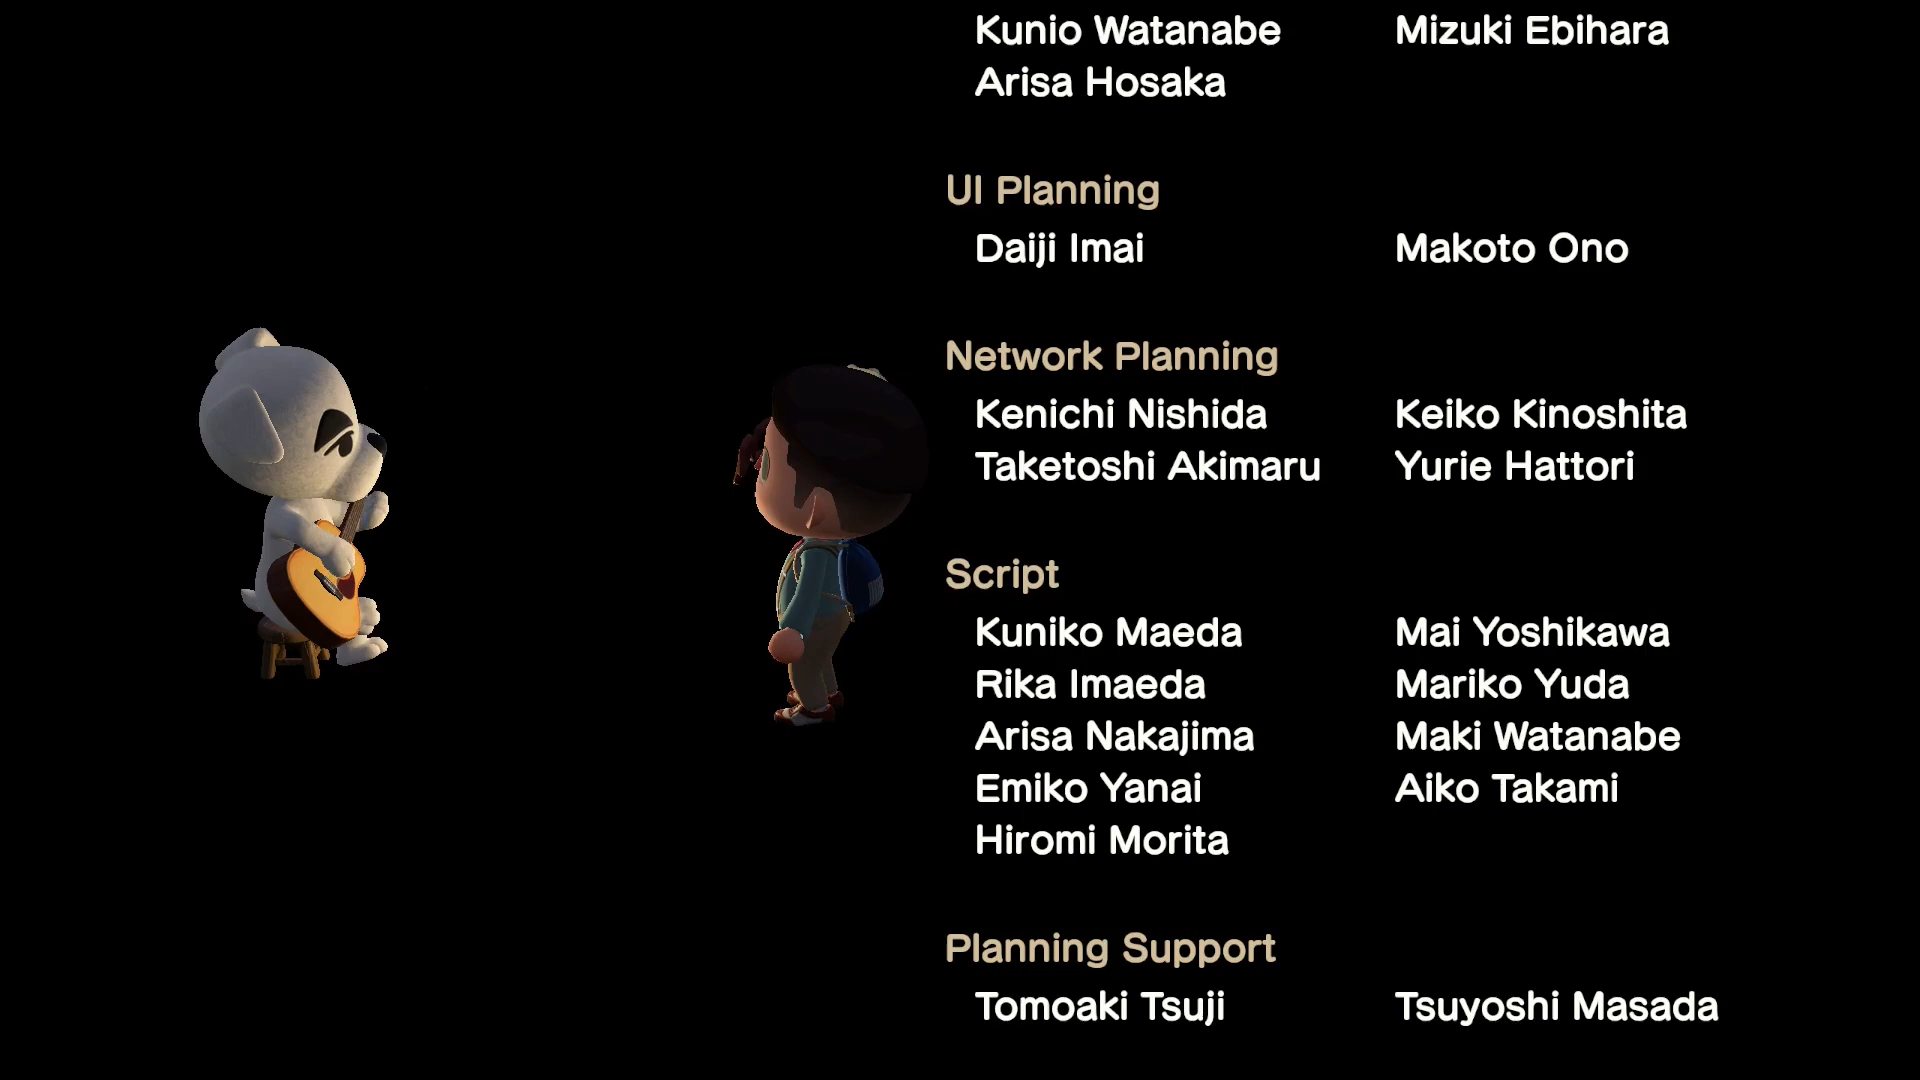 Kunio Watanabe Mizuki Ebihara
Arisa Hosaka
UI Planning
Daiji Imai Makoto Ono
Network Planning
Kenichi Nishida Keiko Kinoshita
Taketoshi Akimaru Yurie Hattori
Script
Kuniko Maeda Mai Yoshikawa
Rika Imaeda Mariko Yuda
Arisa Nakajima Maki Watanabe
Emiko Yanai Aiko Takami
Hiromi Morita
Planning Support
Tomoaki Tsuji Tsuyoshi Masada